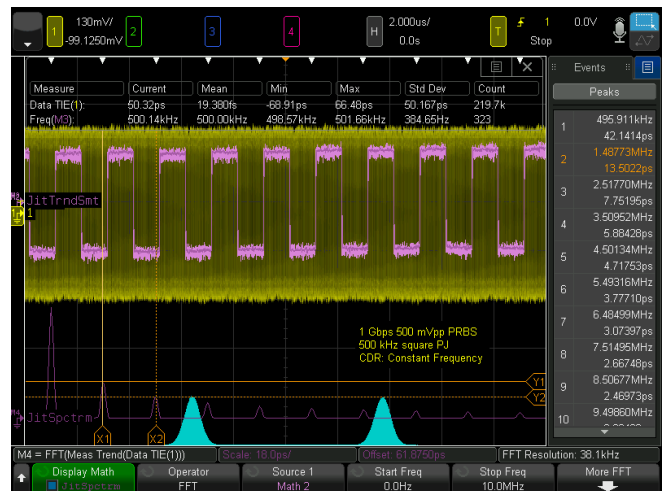 1 130mV/ 2 3 4 H 2.000us/ T 1 0.0V
-99.1250mV 0.0s Stop
Measure Current Mean Min Max Std Dev Count
Data TIE(1): 50.32ps 19.380fs -68.91ps 66.48ps 50.167ps 219.7k
Freq(M3): 500.14kHz 500.00kHz 498.57kHz 501.66kHz 384.65Hz 323
JitTrndSmt
1
1 Gbps 500 mVpp PRBS
500 kHz square PJ
CDR: Constant Frequency
Y1
Y2
JitSpctrm
X1 X2
Events
Peaks
1 495.911kHz
42.1414ps
2 1.48773MHz
13.5022ps
3 2.51770MHz
7.75195ps
4 3.50952MHz
5.88428ps
5 4.50134MHz
4.71753ps
6 5.49316MHz
3.77710ps
7 6.48499MHz
3.07397ps
8 7.51495MHz
2.66748ps
9 8.50677MHz
2.46973ps
10 9.49860MHz
M4 = FFT(Meas Trend(Data TIE(1))) Scale: 18.0ps/ Offset: 61.8750ps FFT Resolution: 38.1kHz
Display Math Operator Source 1 Start Freq Stop Freq More FFT
JitSpctrm FFT Math 2 0.0Hz 10.0MHz